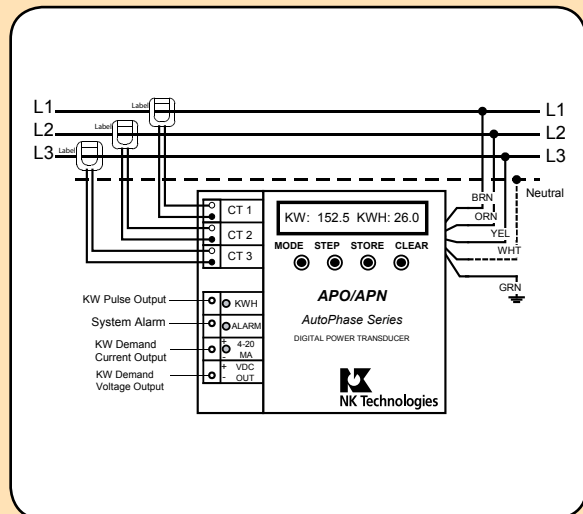 L1
Label
L1
L2
Label
L2
L3
Label
L3
Neutral
BRN
ORN
YEL
WHT
GRN
CT 1
CT 2
CT 3
KW: 152.5 KWH: 26.0
MODE STEP STORE CLEAR
KW Pulse Output
KWH
System Alarm
ALARM
KW Demand
Current Output
+ 4-20
- MA
KW Demand
Voltage Output
+ VDC
- OUT
APO/APN
AutoPhase Series
DIGITAL POWER TRANSDUCER
NK
NK Technologies